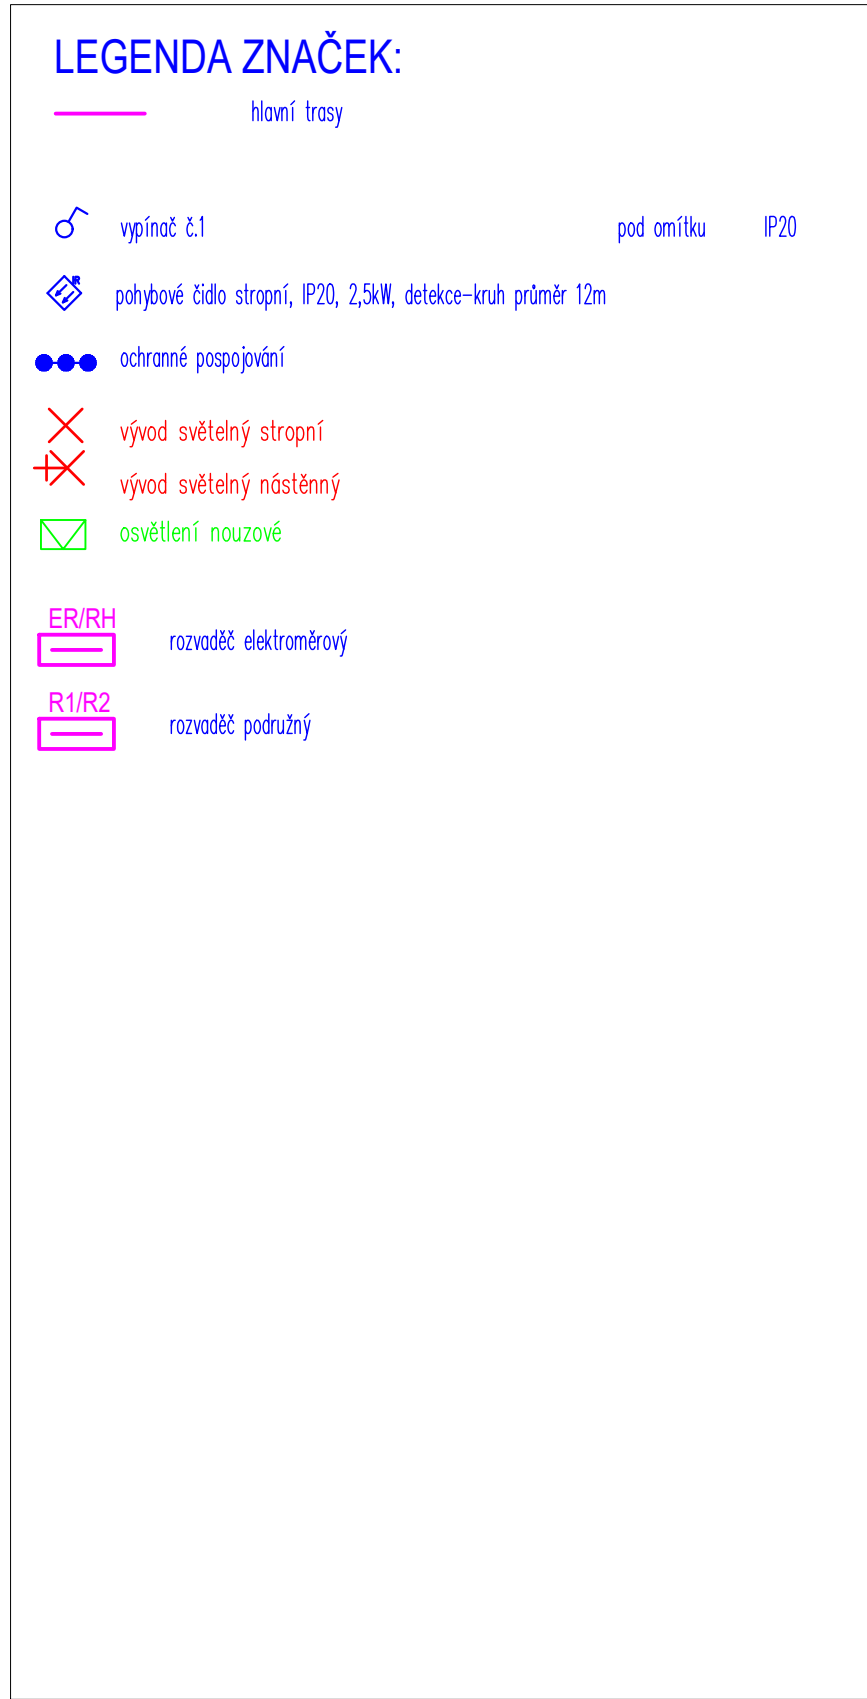 LEGENDA ZNAČEK:
hlavní trasy
vypínač č.1 pod omítku IP20
IR
pohybové čidlo stropní, IP20, 2,5kW, detekce-kruh průměr 12m
ochranné pospojování
vývod světelný stropní
vývod světelný nástěnný
osvětlení nouzové
ER/RH
rozvaděč elektroměrový
R1/R2
rozvaděč podružný